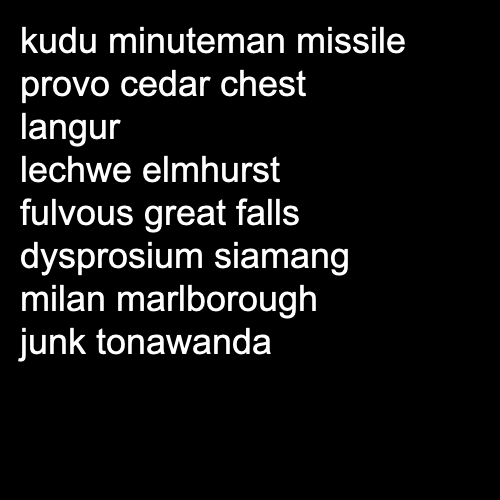 kudu minuteman missile
provo cedar chest
langur
lechwe elmhurst
fulvous great falls
dysprosium siamang
milan marlborough
junk tonawanda